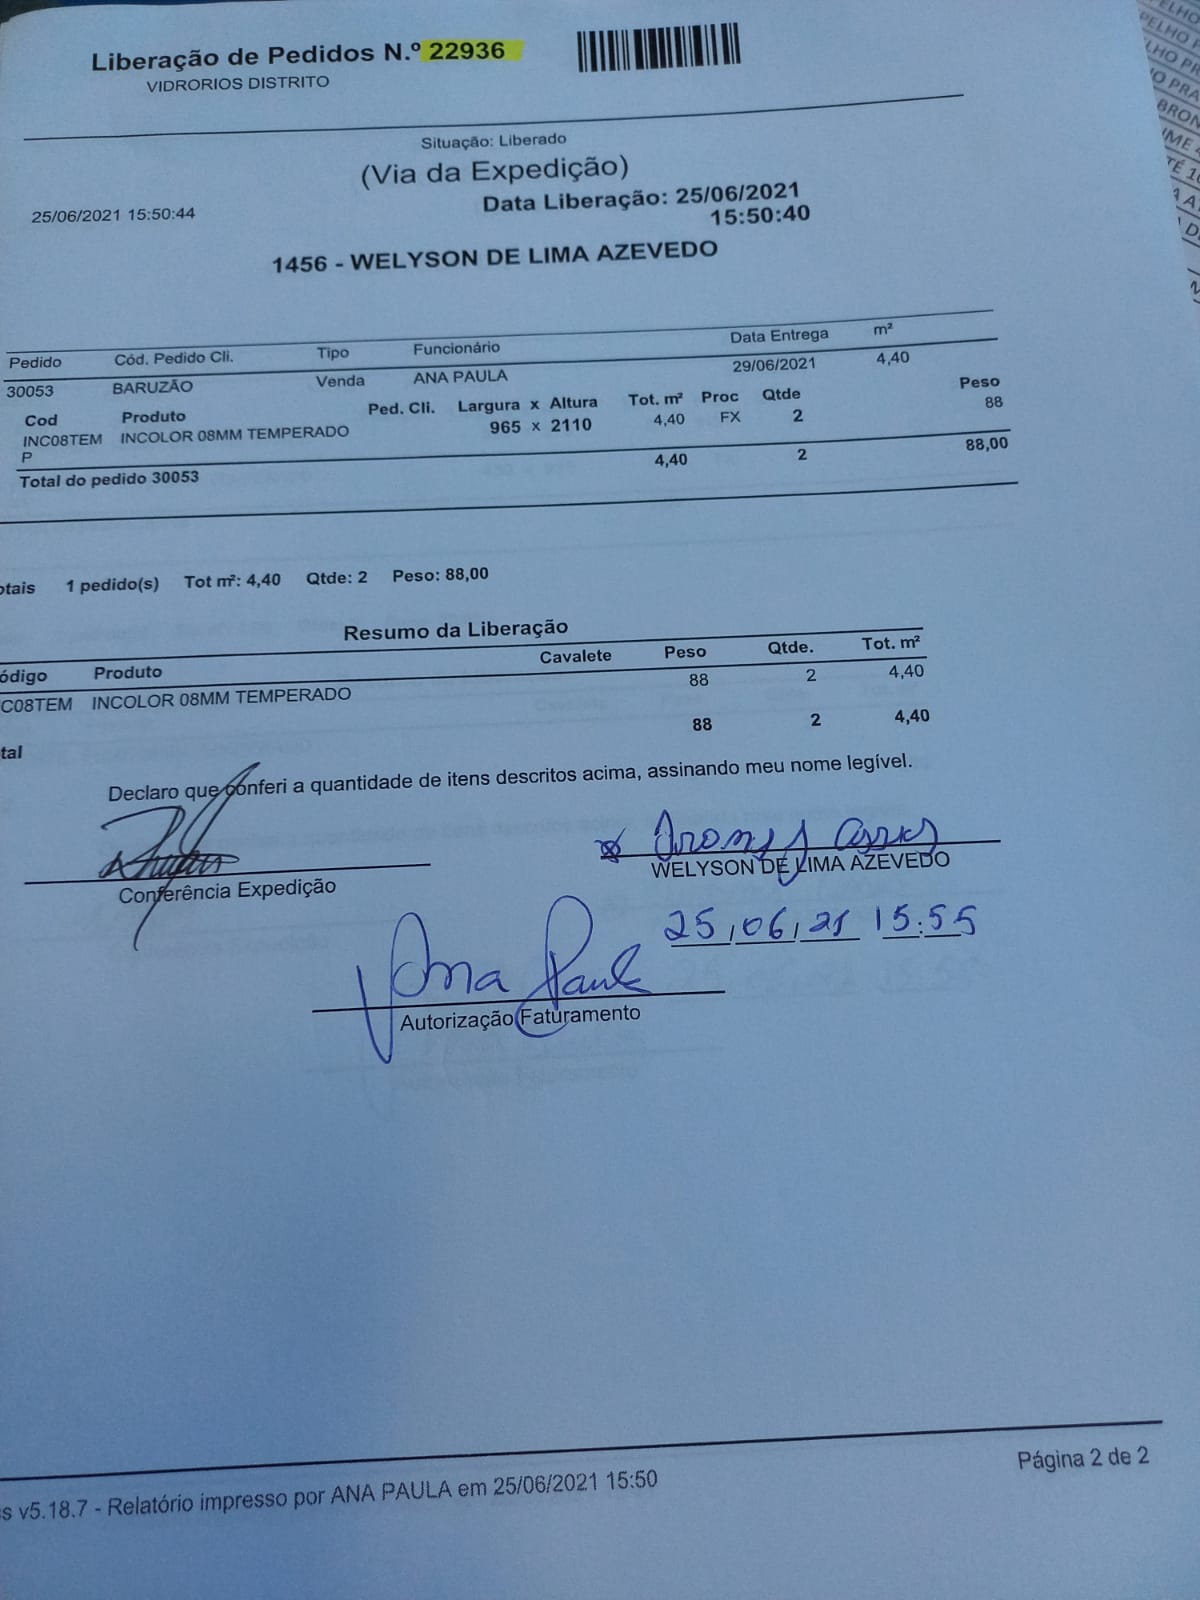 Liberação de Pedidos N.º 22936
VIDRORIOS DISTRITO
Situação: Liberado
(Via da Expedição)
25/06/2021 15:50:44
Data Liberação: 25/06/2021
15:50:40
1456 - WELYSON DE LIMA AZEVEDO
Pedido Cód. Pedido Cli. Tipo Funcionário Data Entrega m²
30053 BARUZÃO Venda ANA PAULA 29/06/2021 4,40
Cod Produto Ped. Cli. Largura x Altura Tot. m² Proc Qtde Peso
INC08TEM INCOLOR 08MM TEMPERADO 965 x 2110 4,40 FX 2 88
P
Total do pedido 30053 4,40 2 88,00
otais 1 pedido(s) Tot m²: 4,40 Qtde: 2 Peso: 88,00
Resumo da Liberação
ódigo Produto Cavalete Peso Qtde. Tot. m²
C08TEM INCOLOR 08MM TEMPERADO 88 2 4,40
tal 88 2 4,40
Declaro que conferi a quantidade de itens descritos acima, assinando meu nome legível.
Conferência Expedição
WELYSON DE LIMA AZEVEDO
25/06/21 15:55
Ana Paula
Autorização Faturamento
s v5.18.7 - Relatório impresso por ANA PAULA em 25/06/2021 15:50
Página 2 de 2